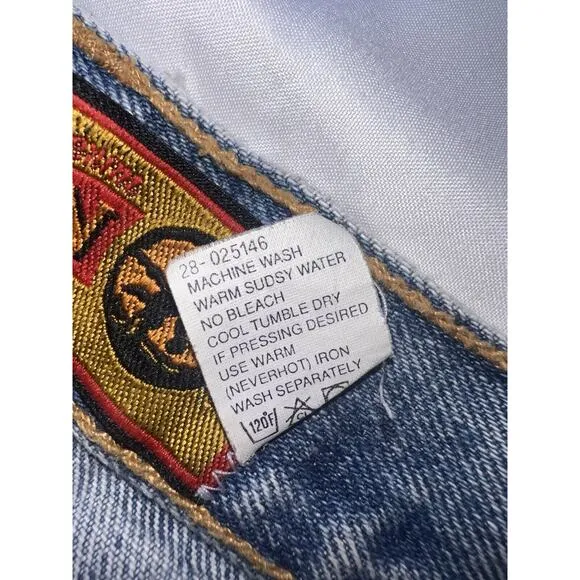 28-025146
MACHINE WASH
WARM SUDSY WATER
NO BLEACH
COOL TUMBLE DRY
IF PRESSING DESIRED
USE WARM
(NEVERHOT) IRON
WASH SEPARATELY
120°F